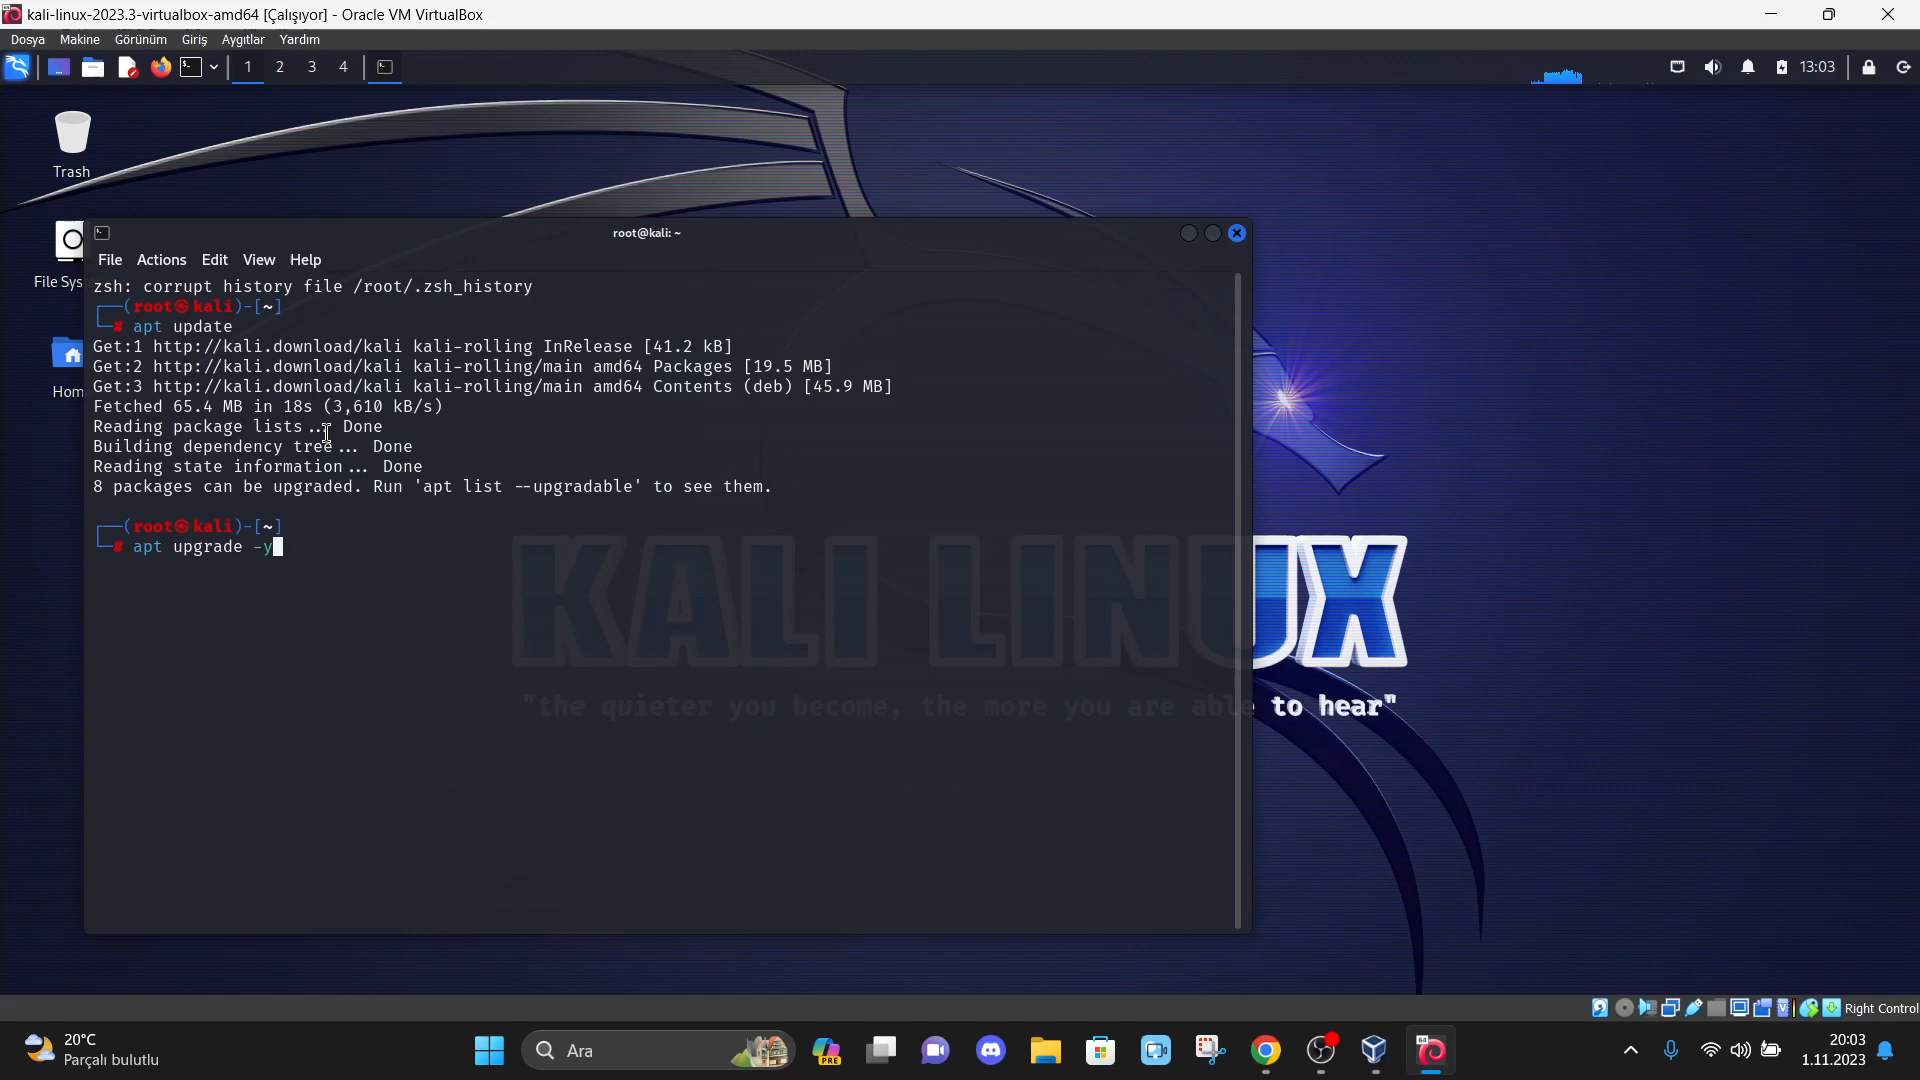 kali-linux-2023.3-virtualbox-amd64 [Çalışıyor] - Oracle VM VirtualBox
Dosya Makine Görünüm Giriş Aygıtlar Yardım
1 2 3 4 13:03
Trash
File Sys
Hom
root@kali: ~
File Actions Edit View Help
zsh: corrupt history file /root/.zsh_history
┌──(root㉿kali)-[~]
└─# apt update
Get:1 http://kali.download/kali kali-rolling InRelease [41.2 kB]
Get:2 http://kali.download/kali kali-rolling/main amd64 Packages [19.5 MB]
Get:3 http://kali.download/kali kali-rolling/main amd64 Contents (deb) [45.9 MB]
Fetched 65.4 MB in 18s (3,610 kB/s)
Reading package lists... Done
Building dependency tree... Done
Reading state information... Done
8 packages can be upgraded. Run 'apt list --upgradable' to see them.
┌──(root㉿kali)-[~]
└─# apt upgrade -y
KALI LINUX
"the quieter you become, the more you are able to hear"
Right Control
20°C
Parçalı bulutlu
Ara
PRE
64
20:03
1.11.2023